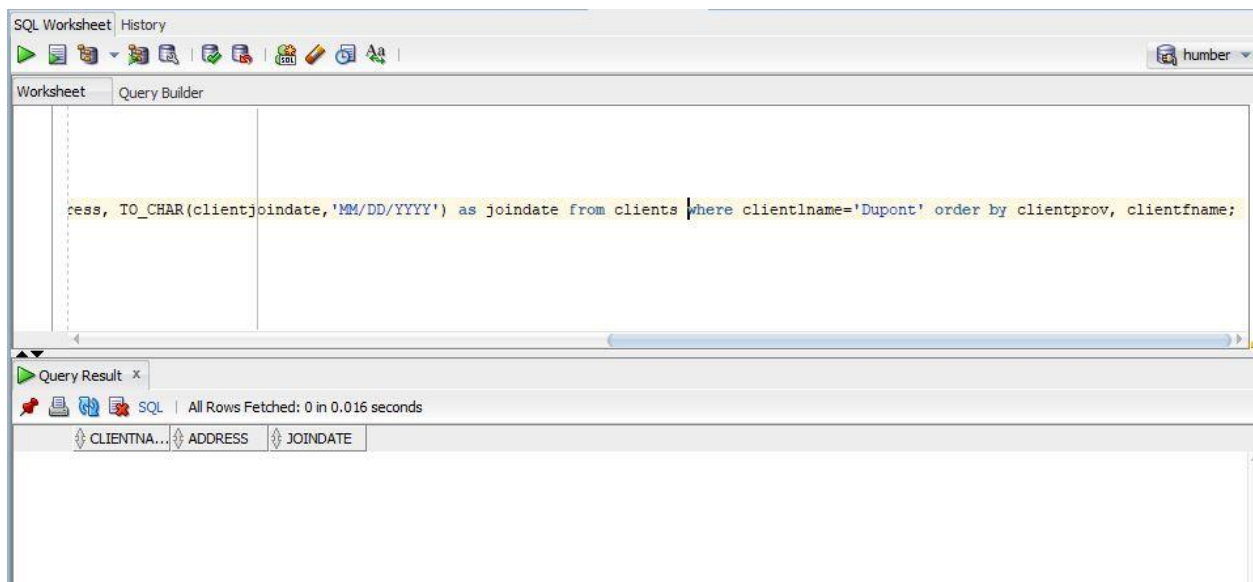 SQL Worksheet History
humber
Worksheet Query Builder
ress, TO_CHAR(clientjoindate,'MM/DD/YYYY') as joindate from clients where clientlname='Dupont' order by clientprov, clientfname;
Query Result x
SQL | All Rows Fetched: 0 in 0.016 seconds
CLIENTNA... ADDRESS JOINDATE